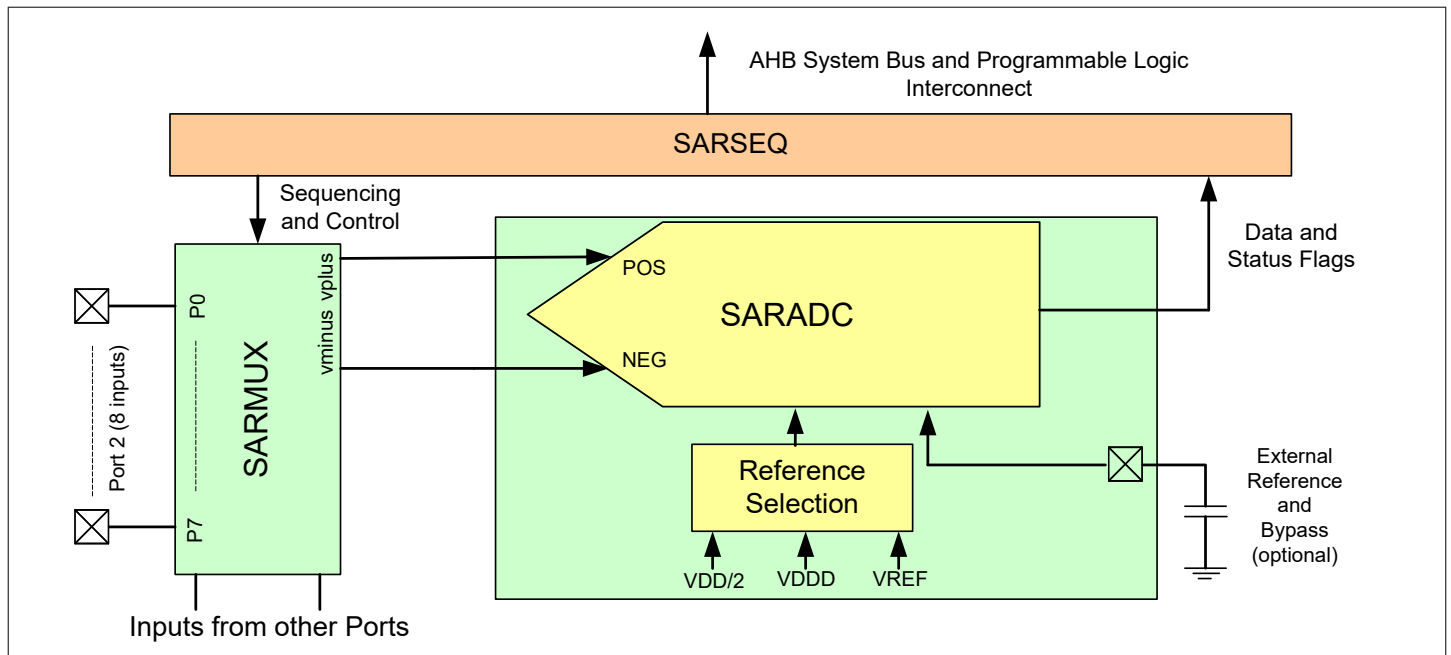 AHB System Bus and Programmable Logic
Interconnect
SARSEQ
Sequencing
and Control
Data and
Status Flags
vminus vplus
POS
P0
SARADC
NEG
SARMUX
Port 2 (8 inputs)
P7
Reference
Selection
External
Reference
and
Bypass
(optional)
VDD/2
VDDD
VREF
Inputs from other Ports